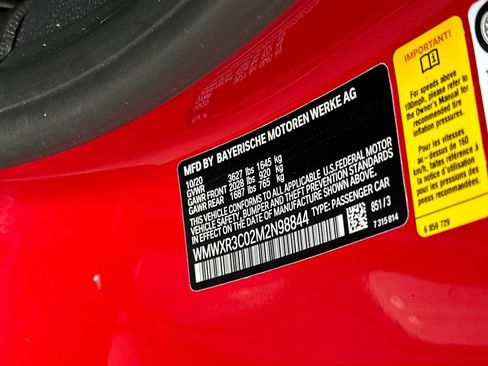 MFD BY BAYERISCHE MOTOREN WERKE AG
10/20 3627 lbs 1645 kg
GVWR
GAWR FRONT 2028 lbs 920 kg
GAWR REAR 1687 lbs 765 kg
THIS VEHICLE CONFORMS TO ALL APPLICABLE U.S. FEDERAL MOTOR
VEHICLE SAFETY, BUMPER AND THEFT PREVENTION STANDARDS
IN EFFECT ON THE DATE OF MANUFACTURE SHOWN ABOVE.
WMWXR3C02M2N98844 TYPE: PASSENGER CAR
851/3
7 315 814
IMPORTANT!
For speeds above
100mph, please refer to
the Owner's Manual for
recommended tire
inflation pressures.
Pour les vitesses
au - dessus de 160
km/h, faites référence à
la notice d'utilisation
pour les pressions
des pneus
recommandées
6 859 729